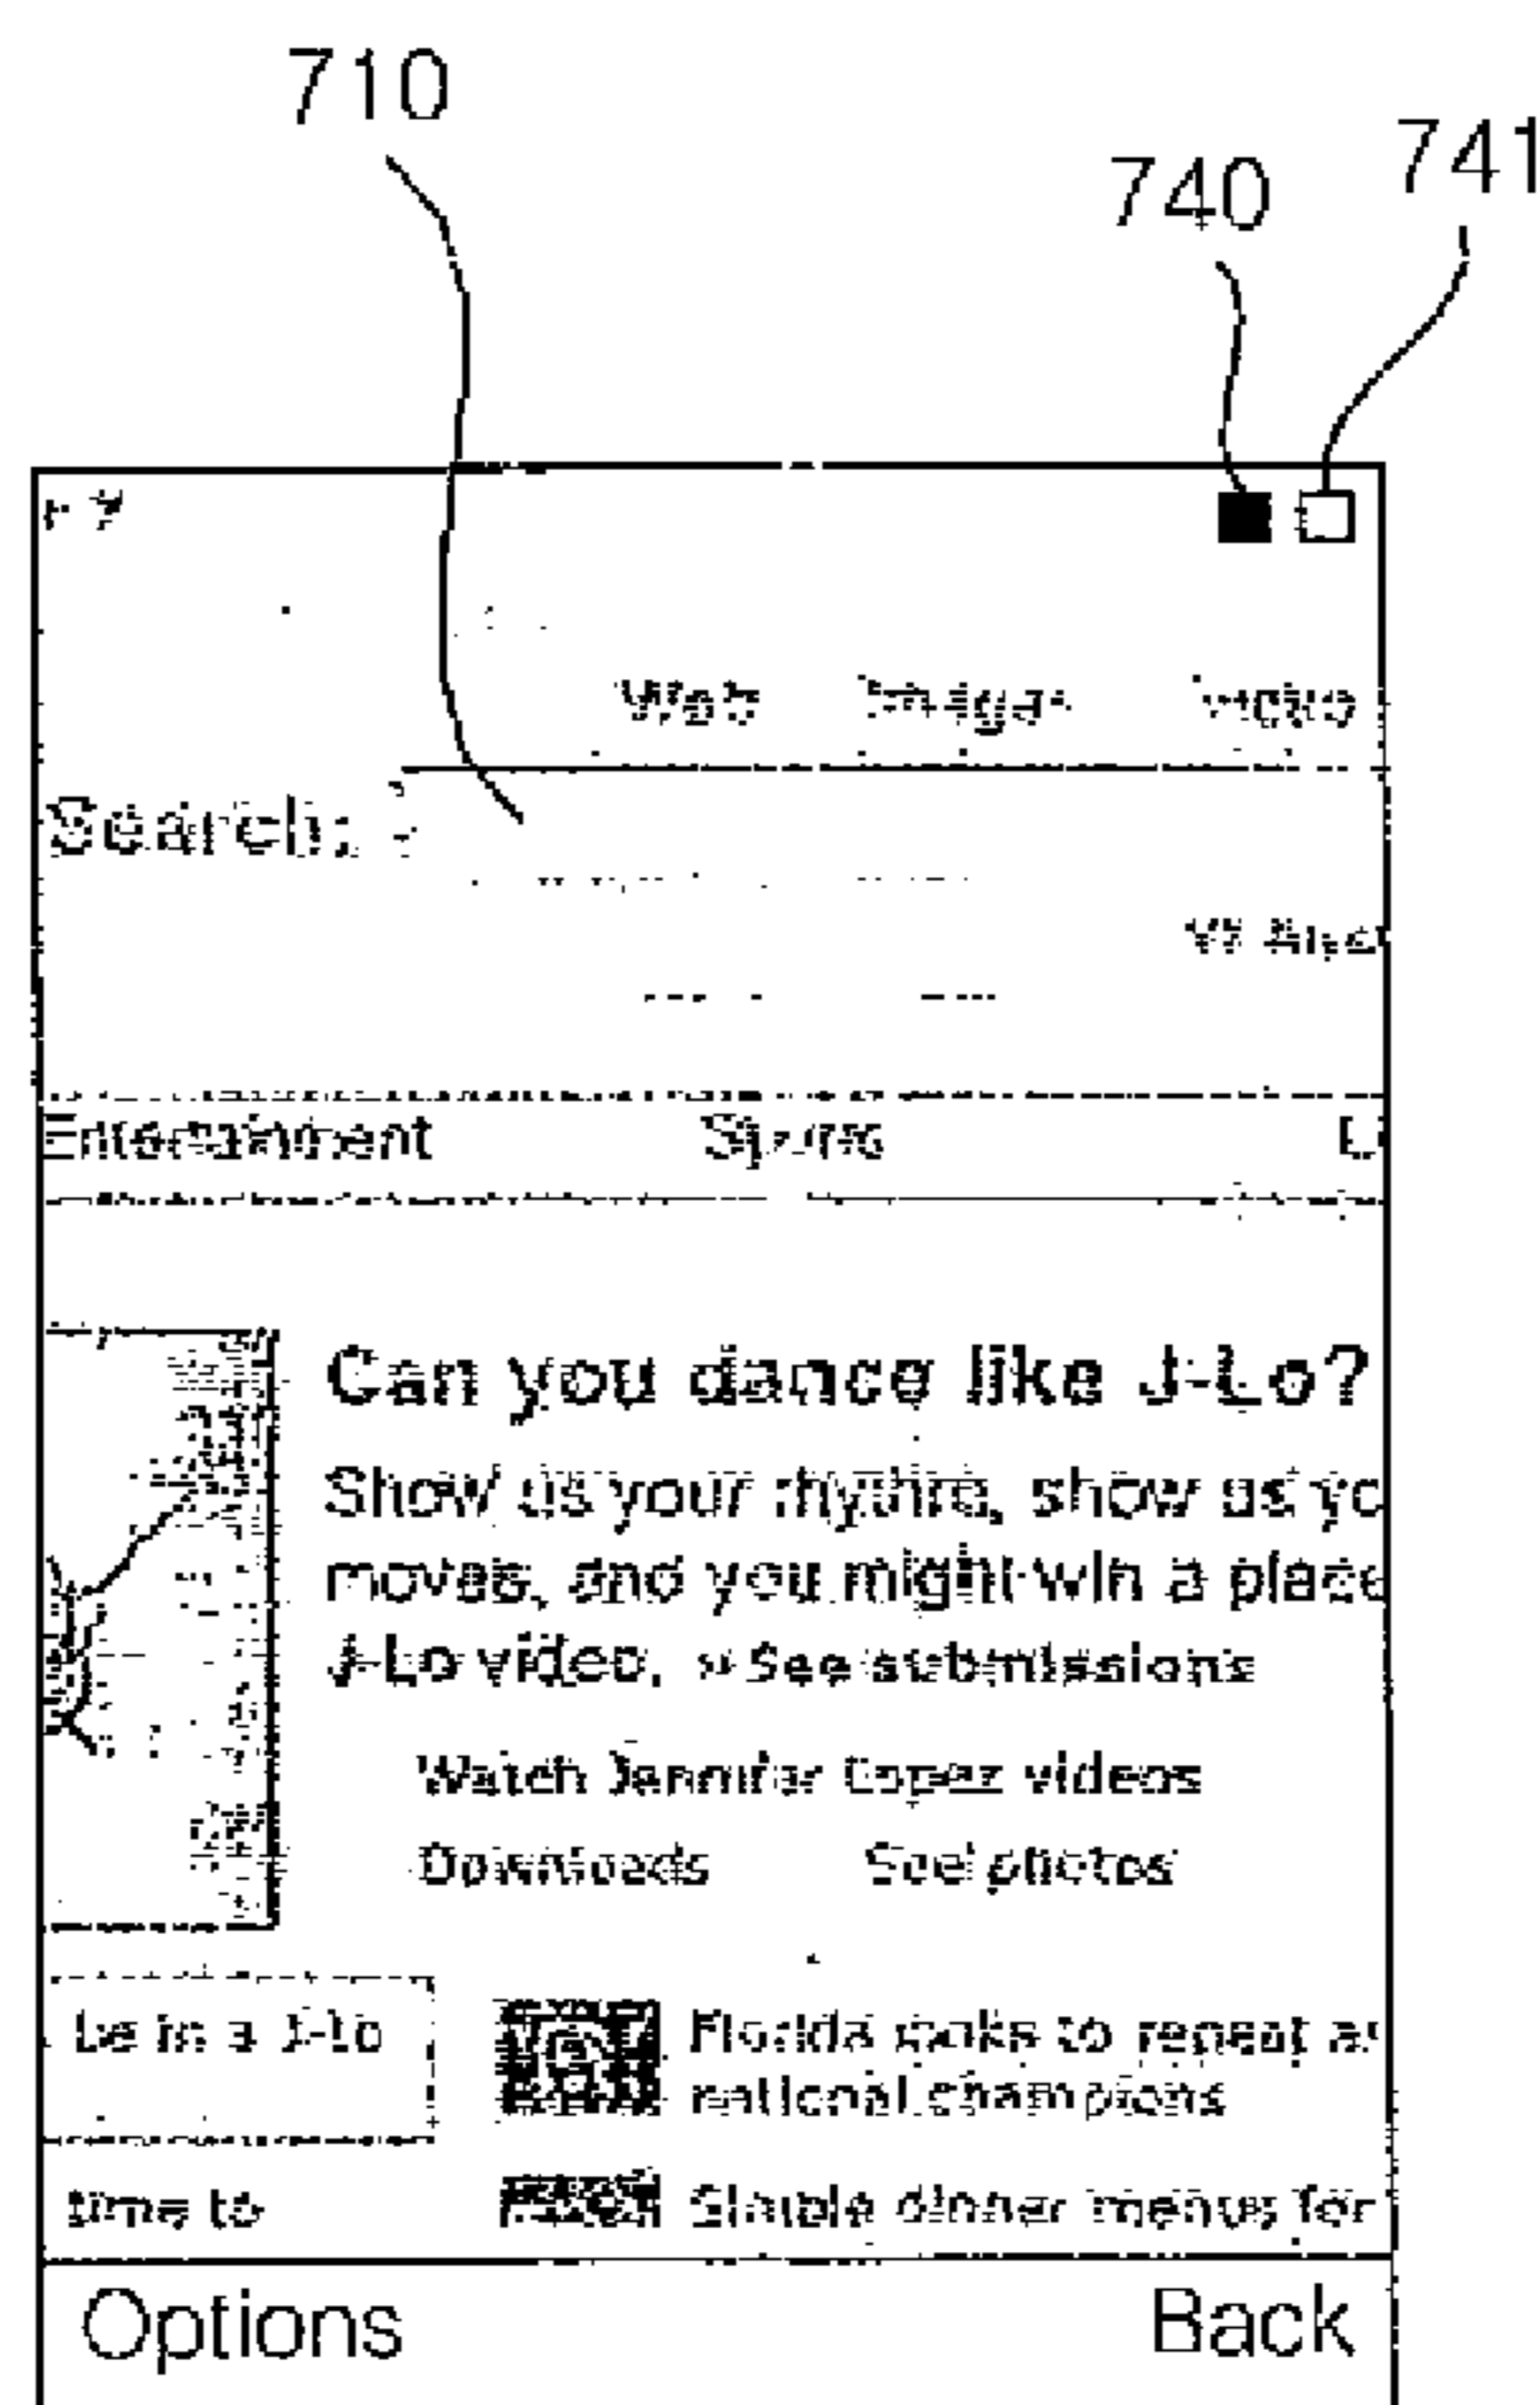 710
740
741
Web Video
Search:
Entertainment Sports
Can you dance like J-Lo?
Show us your rhythm, show us yo
moves, and you might win a place
J-Lo video. » See submissions
Watch Jennifer Lopez videos
Downloads See photos
be in a J-Lo
Florida looks to repeat as
national champions
time to
Simple dinner menus for
Options Back